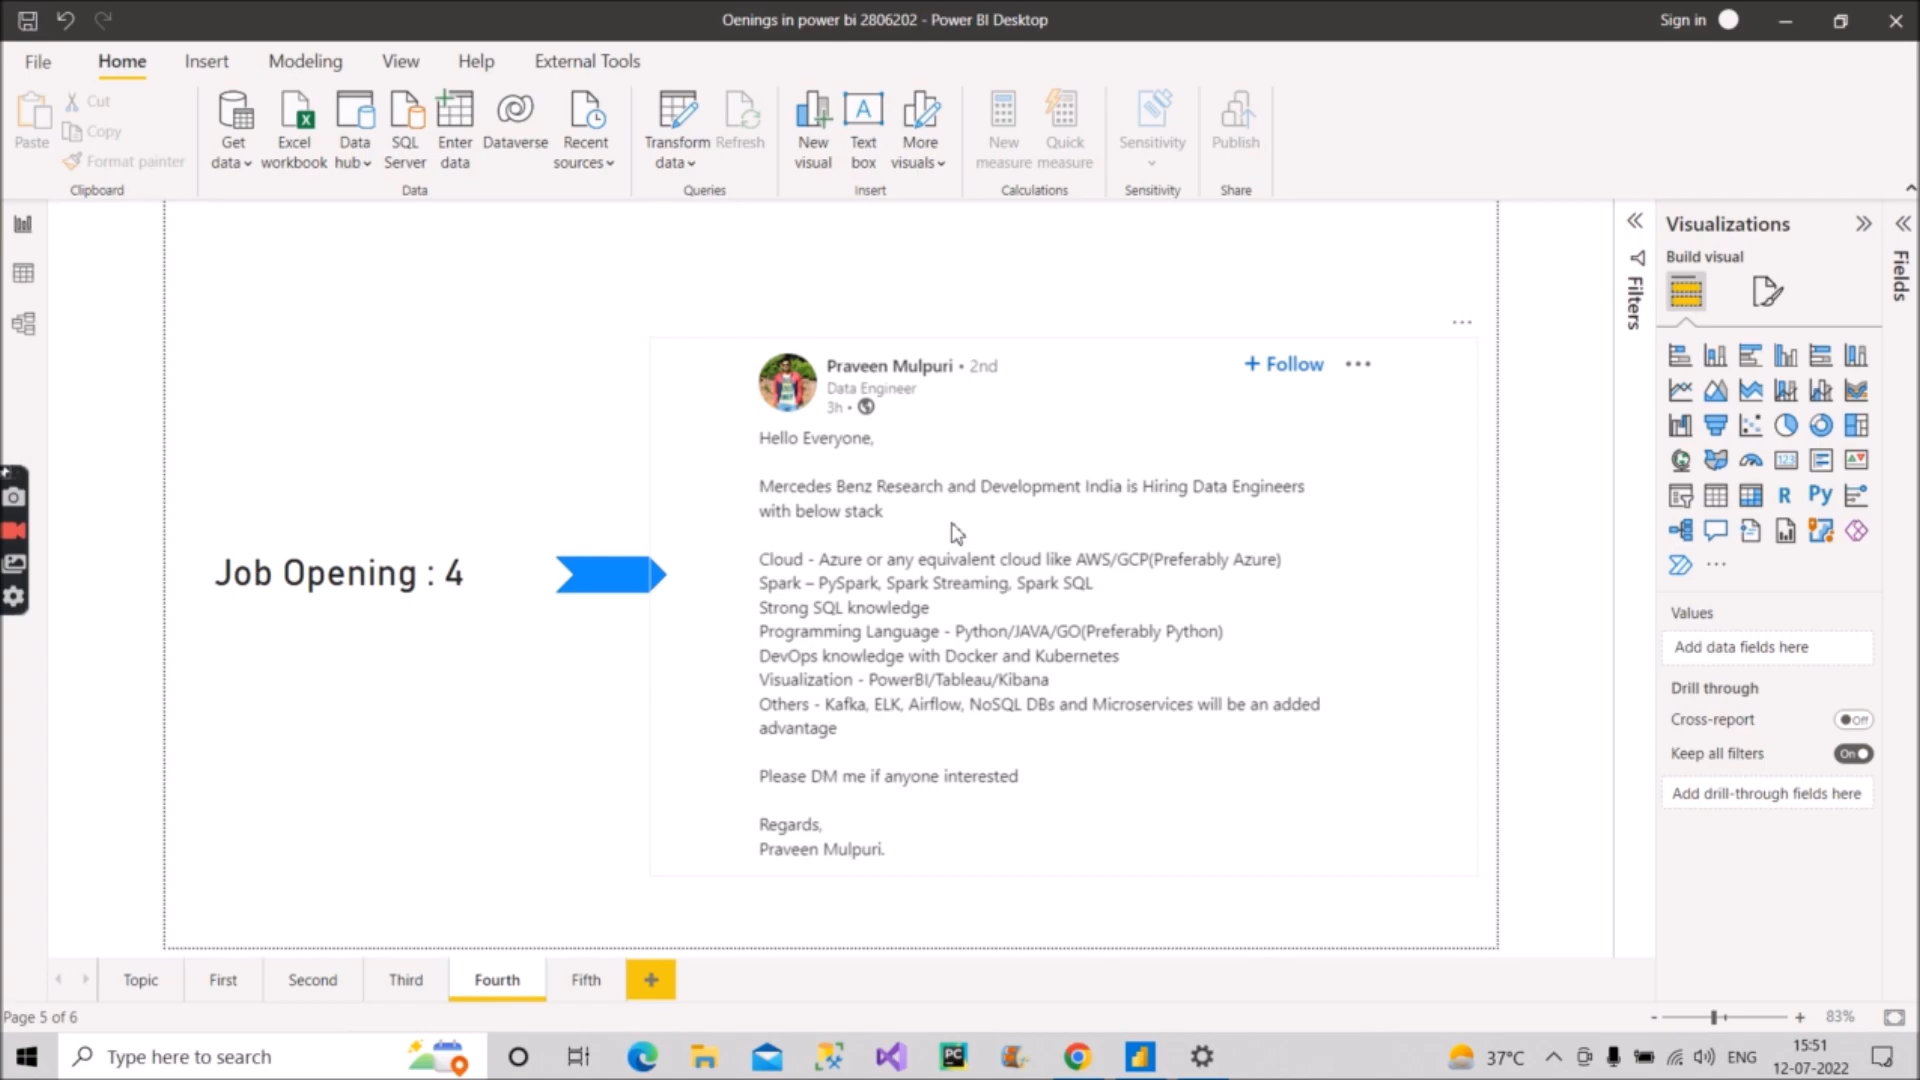 Oenings in power bi 2806202 - Power BI Desktop
Sign in
File Home Insert Modeling View Help External Tools
Paste
Cut
Copy
Format painter
Clipboard
Get data
Excel workbook
Data hub
SQL Server
Enter data
Dataverse
Recent sources
Data
Transform data
Refresh
Queries
New visual
Text box
More visuals
Insert
New measure
Quick measure
Calculations
Sensitivity
Sensitivity
Publish
Share
Job Opening : 4
Praveen Mulpuri • 2nd
Data Engineer
3h •
+ Follow
Hello Everyone,
Mercedes Benz Research and Development India is Hiring Data Engineers
with below stack
Cloud - Azure or any equivalent cloud like AWS/GCP(Preferably Azure)
Spark – PySpark, Spark Streaming, Spark SQL
Strong SQL knowledge
Programming Language - Python/JAVA/GO(Preferably Python)
DevOps knowledge with Docker and Kubernetes
Visualization - PowerBI/Tableau/Kibana
Others - Kafka, ELK, Airflow, NoSQL DBs and Microservices will be an added
advantage
Please DM me if anyone interested
Regards,
Praveen Mulpuri.
Filters
Visualizations
Build visual
123
R
Py
Values
Add data fields here
Drill through
Cross-report
Off
Keep all filters
On
Add drill-through fields here
Fields
Topic First Second Third Fourth Fifth +
Page 5 of 6
- + 83%
Type here to search
PC
37°C
ENG
15:51
12-07-2022